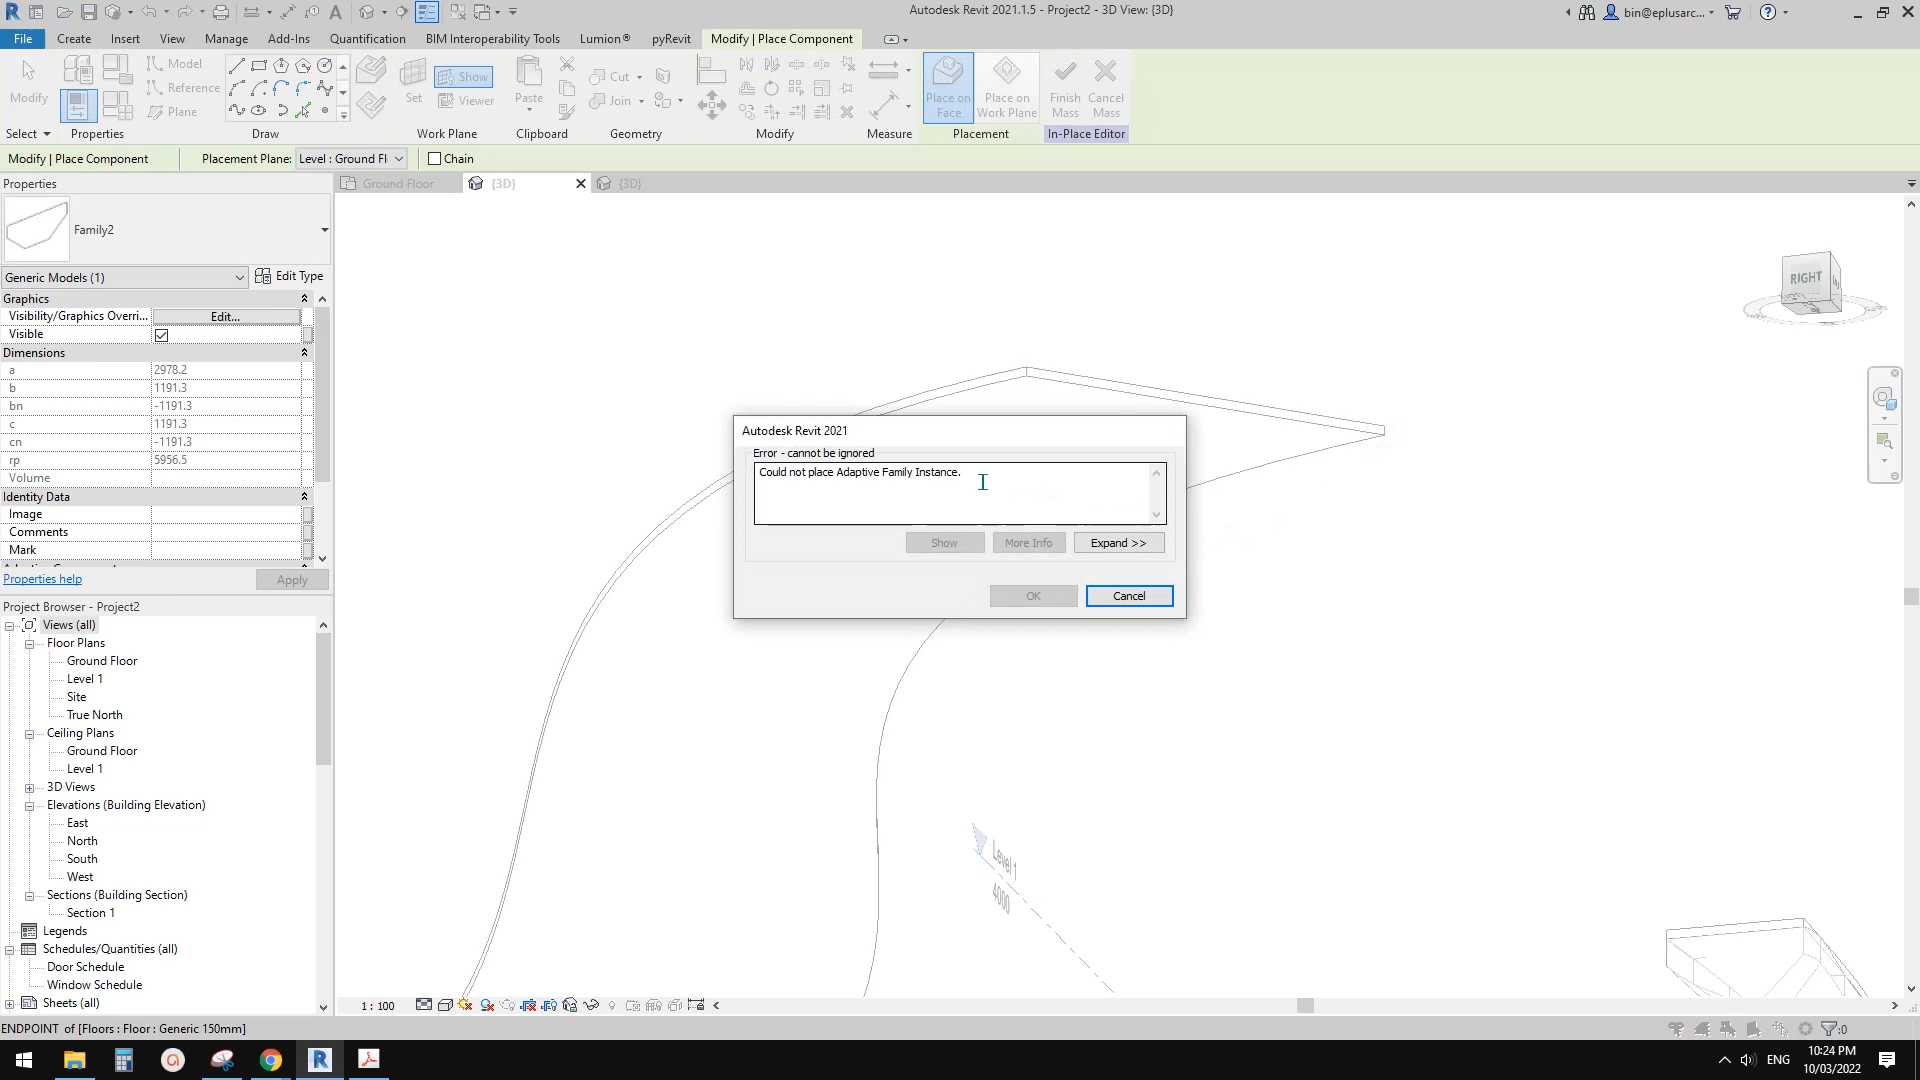 Autodesk Revit 2021.1.5 - Project2 - 3D View: {3D}
bin@eplusarc...
File Create Insert View Manage Add-Ins Quantification BIM Interoperability Tools Lumion® pyRevit Modify | Place Component
Modify
Model
Reference
Plane
Set
Show
Viewer
Paste
Cut
Join
Place on Face
Place on Work Plane
Finish Mass
Cancel Mass
Select Properties Draw Work Plane Clipboard Geometry Modify Measure Placement In-Place Editor
Modify | Place Component Placement Plane: Level : Ground Fl Chain
Properties
Ground Floor {3D} {3D}
Family2
Generic Models (1) Edit Type
Graphics
Visibility/Graphics Overri... Edit...
Visible
Dimensions
a 2978.2
b 1191.3
bn -1191.3
c 1191.3
cn -1191.3
rp 5956.5
Volume
Identity Data
Image
Comments
Mark
Properties help Apply
Project Browser - Project2
Views (all)
Floor Plans
Ground Floor
Level 1
Site
True North
Ceiling Plans
Ground Floor
Level 1
3D Views
Elevations (Building Elevation)
East
North
South
West
Sections (Building Section)
Section 1
Legends
Schedules/Quantities (all)
Door Schedule
Window Schedule
Sheets (all)
RIGHT
Autodesk Revit 2021
Error - cannot be ignored
Could not place Adaptive Family Instance.
Show More Info Expand >>
OK Cancel
Level 1
4000
1 : 100
ENDPOINT of [Floors : Floor : Generic 150mm]
:0
ENG
10:24 PM
10/03/2022